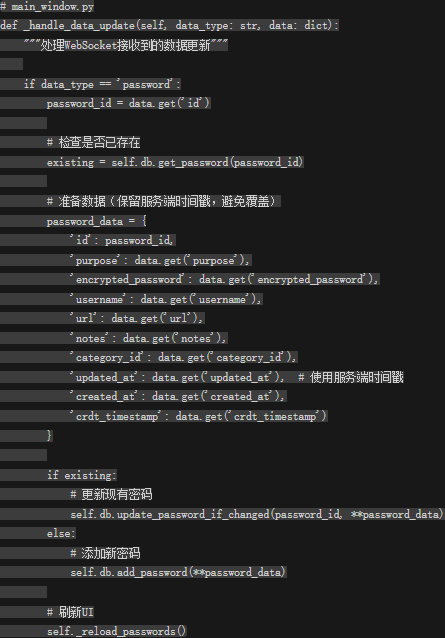 # main_window.py
def _handle_data_update(self, data_type: str, data: dict):
    """处理WebSocket接收到的数据更新"""
    if data_type == 'password':
        password_id = data.get('id')
        # 检查是否已存在
        existing = self.db.get_password(password_id)
        # 准备数据（保留服务端时间戳，避免覆盖）
        password_data = {
            'id': password_id,
            'purpose': data.get('purpose'),
            'encrypted_password': data.get('encrypted_password'),
            'username': data.get('username'),
            'url': data.get('url'),
            'notes': data.get('notes'),
            'category_id': data.get('category_id'),
            'updated_at': data.get('updated_at'),  # 使用服务端时间戳
            'created_at': data.get('created_at'),
            'crdt_timestamp': data.get('crdt_timestamp')
        }
        if existing:
            # 更新现有密码
            self.db.update_password_if_changed(password_id, **password_data)
        else:
            # 添加新密码
            self.db.add_password(**password_data)
        # 刷新UI
        self._reload_passwords()